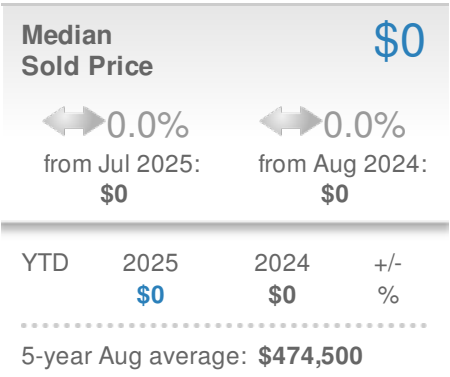 Median
Sold Price
$0
0.0% 0.0%
from Jul 2025: from Aug 2024:
$0 $0
YTD 2025 2024 +/-
$0 $0 %
5-year Aug average: $474,500